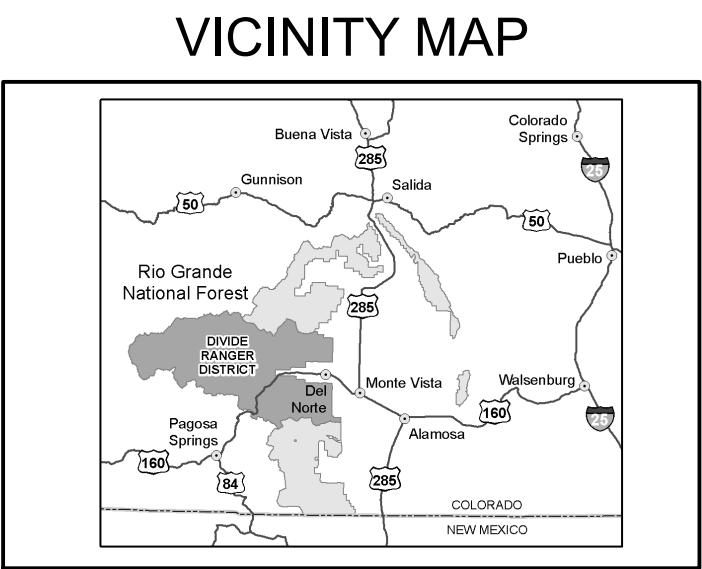 VICINITY MAP
Colorado
Springs
Buena Vista
285
25
Gunnison
Salida
50
50
Pueblo
Rio Grande
National Forest
285
DIVIDE
RANGER
DISTRICT
Del
Norte
Monte Vista
Walsenburg
160
25
Pagosa
Springs
Alamosa
160
84
285
COLORADO
NEW MEXICO